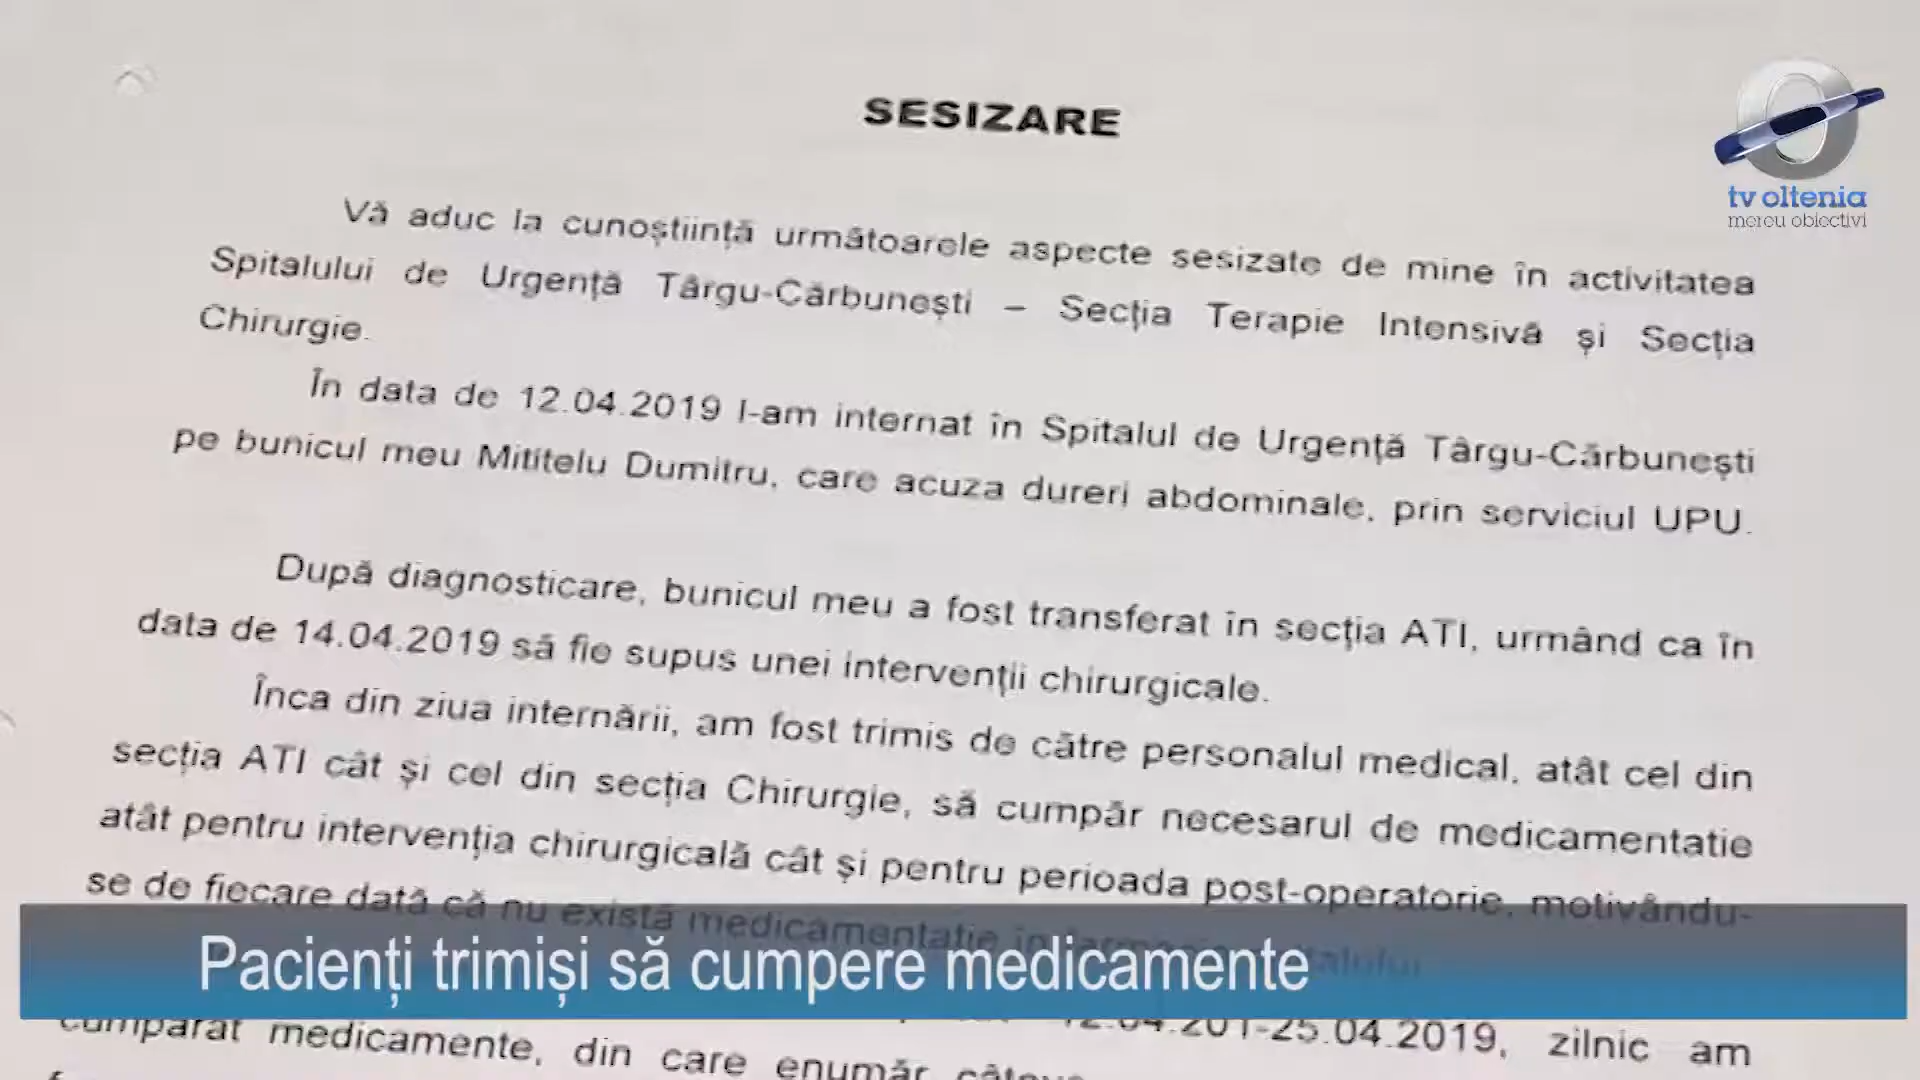 SESIZARE
tv oltenia
mereu obiectivi
Vă aduc la cunoștiință următoarele aspecte sesizate de mine în activitatea
Spitalului de Urgență Târgu-Cărbunești – Secția Terapie Intensivă și Secția
Chirurgie.
În data de 12.04.2019 l-am internat în Spitalul de Urgență Târgu-Cărbunești
pe bunicul meu Mititelu Dumitru, care acuza dureri abdominale, prin serviciul UPU.
După diagnosticare, bunicul meu a fost transferat în secția ATI, urmând ca în
data de 14.04.2019 să fie supus unei intervenții chirurgicale.
Înca din ziua internării, am fost trimis de către personalul medical, atât cel din
secția ATI cât și cel din secția Chirurgie, să cumpăr necesarul de medicamentatie
atât pentru intervenția chirurgicală cât și pentru perioada post-operatorie, motivându-
se de fiecare dată că nu există medicamentatie în
Pacienți trimiși să cumpere medicamente
12.04.201-25.04.2019, zilnic am
cumpărat medicamente, din care enumăr